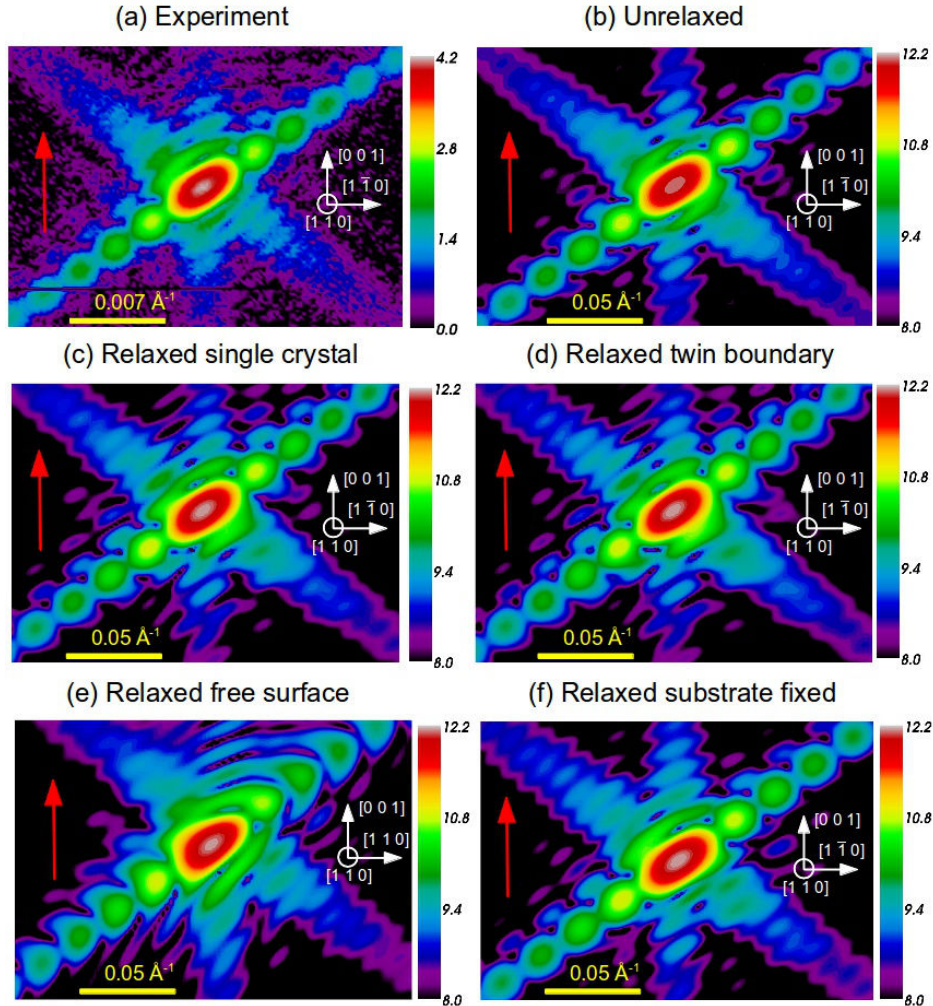 (a) Experiment
4.2
2.8
1.4
0.0
[0 0 1]
[1 1̄ 0]
[1 1 0]
0.007 Å⁻¹
(b) Unrelaxed
12.2
10.8
9.4
8.0
[0 0 1]
[1 1̄ 0]
[1 1 0]
0.05 Å⁻¹
(c) Relaxed single crystal
12.2
10.8
9.4
8.0
[0 0 1]
[1 1̄ 0]
[1 1 0]
0.05 Å⁻¹
(d) Relaxed twin boundary
12.2
10.8
9.4
8.0
[0 0 1]
[1 1̄ 0]
[1 1 0]
0.05 Å⁻¹
(e) Relaxed free surface
12.2
10.8
9.4
8.0
[0 0 1]
[1 1 0]
[1 1̄ 0]
0.05 Å⁻¹
(f) Relaxed substrate fixed
12.2
10.8
9.4
8.0
[0 0 1]
[1 1̄ 0]
[1 1 0]
0.05 Å⁻¹